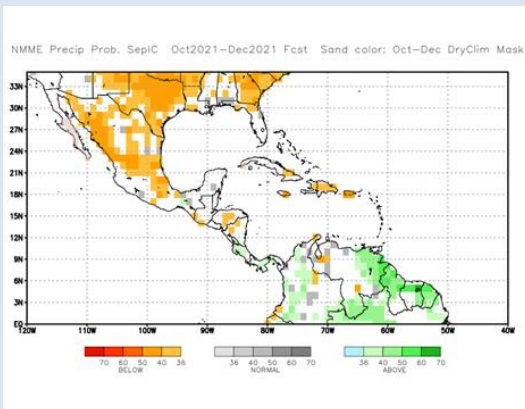 NMME Precip Prob. SepIC Oct2021-Dec2021 Fcst Sand color: Oct-Dec DryClim Mask
33N
30N
27N
24N
21N
18N
15N
12N
9N
6N
3N
EQ
120W 110W 100W 90W 80W 70W 60W 50W 40W
70 60 50 40 36 36 40 50 60 70 36 40 50 60 70
BELOW NORMAL ABOVE